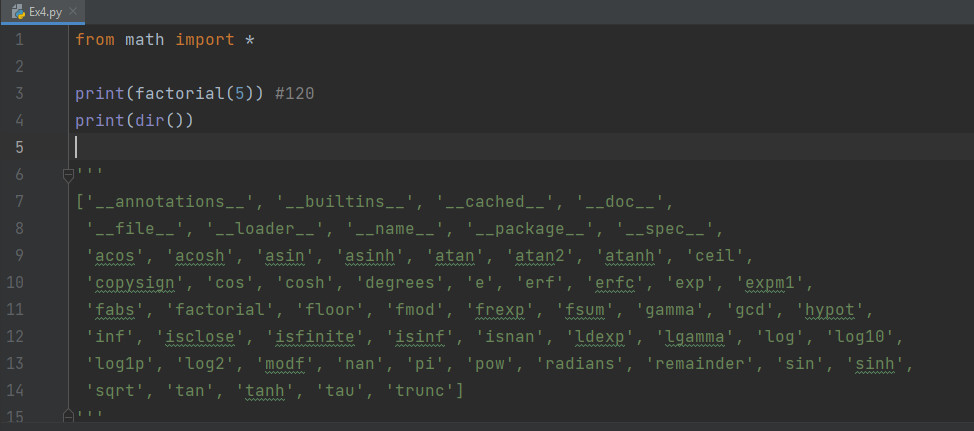 Ex4.py
1 from math import *
2
3 print(factorial(5)) #120
4 print(dir())
5
6 '''
7 ['__annotations__', '__builtins__', '__cached__', '__doc__',
8 '__file__', '__loader__', '__name__', '__package__', '__spec__',
9 'acos', 'acosh', 'asin', 'asinh', 'atan', 'atan2', 'atanh', 'ceil',
10 'copysign', 'cos', 'cosh', 'degrees', 'e', 'erf', 'erfc', 'exp', 'expm1',
11 'fabs', 'factorial', 'floor', 'fmod', 'frexp', 'fsum', 'gamma', 'gcd', 'hypot',
12 'inf', 'isclose', 'isfinite', 'isinf', 'isnan', 'ldexp', 'lgamma', 'log', 'log10',
13 'log1p', 'log2', 'modf', 'nan', 'pi', 'pow', 'radians', 'remainder', 'sin', 'sinh',
14 'sqrt', 'tan', 'tanh', 'tau', 'trunc']
15 '''